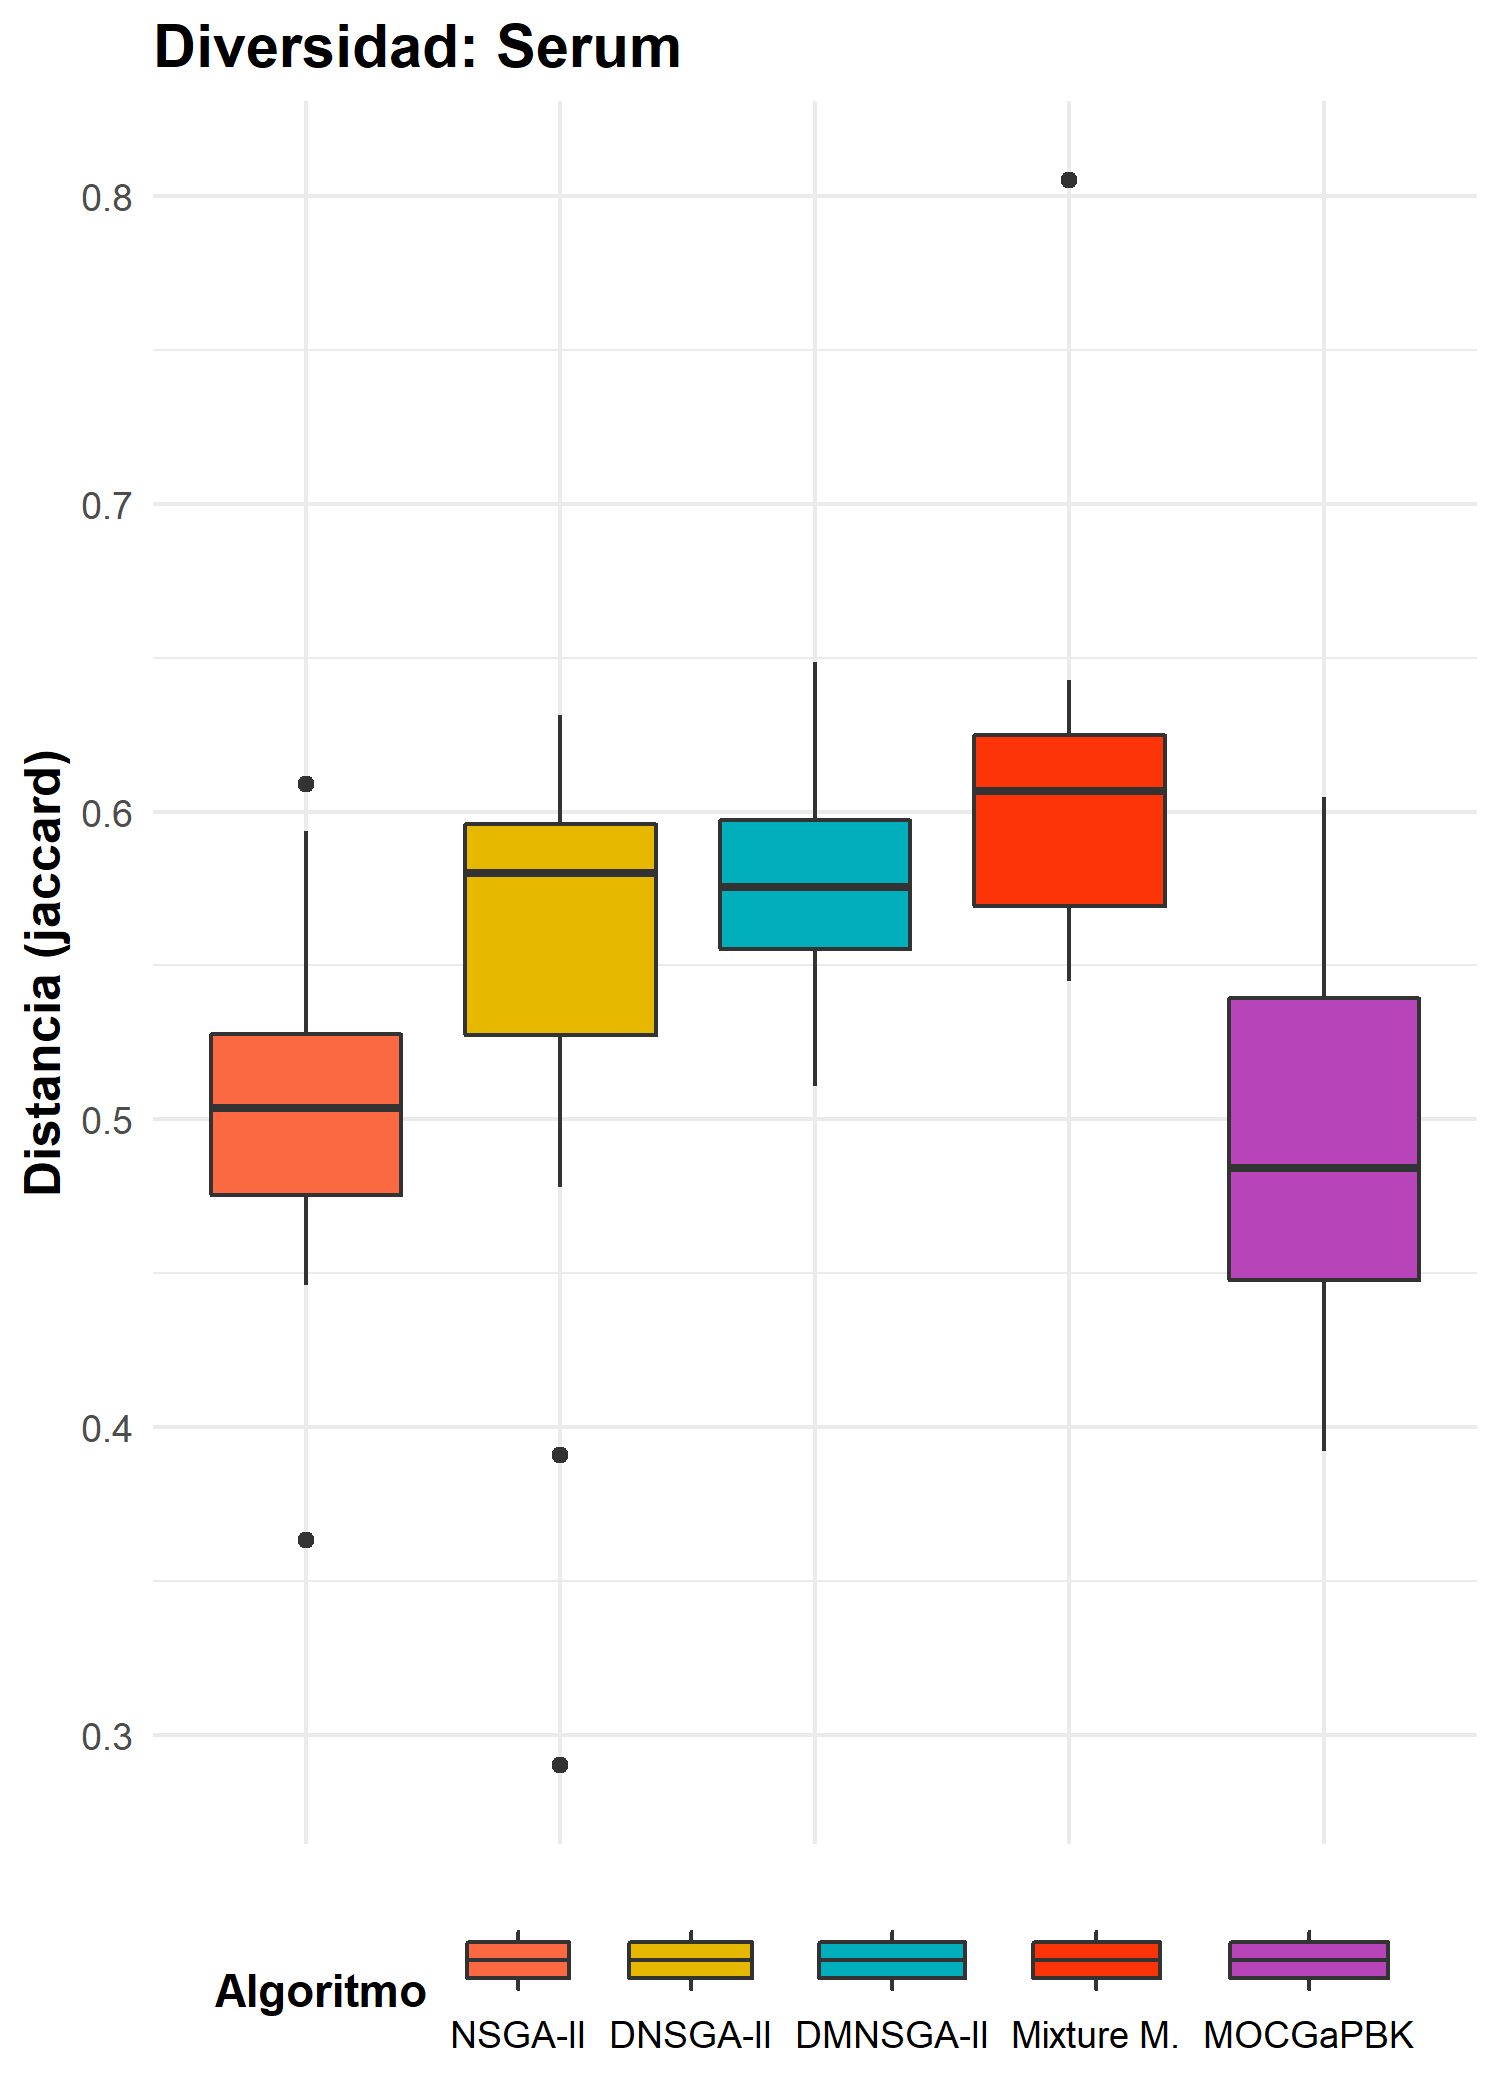 Diversidad: Serum
Distancia (jaccard)
0.8
0.7
0.6
0.5
0.4
0.3
Algoritmo
NSGA-II DNSGA-II DMNSGA-II Mixture M. MOCGaPBK